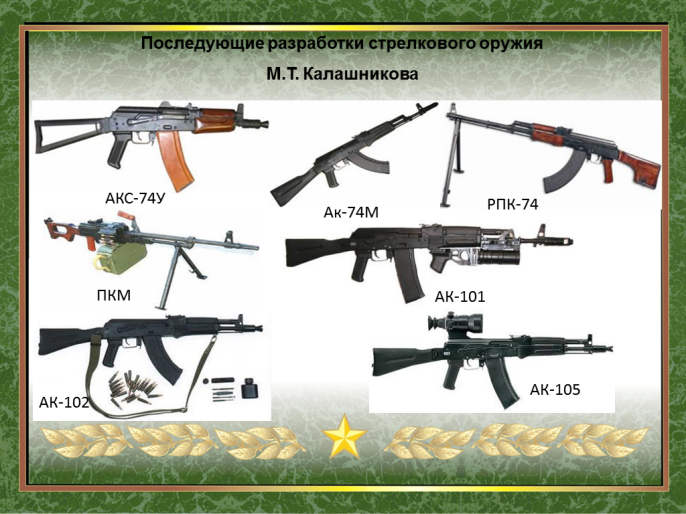 Последующие разработки стрелкового оружия
М.Т. Калашникова
АКС-74У
Ак-74М
РПК-74
ПКМ
АК-101
АК-102
АК-105